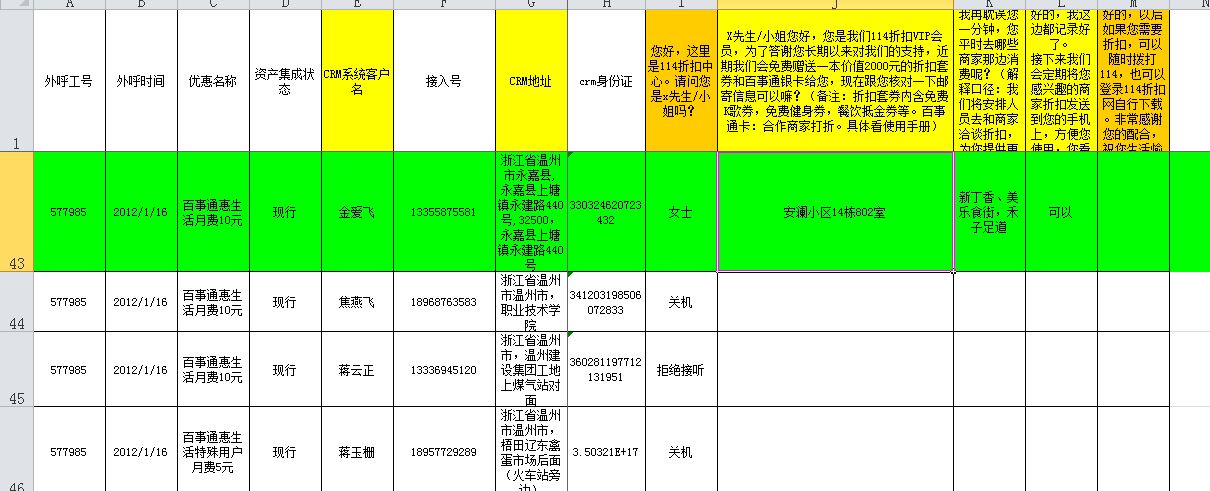 A B C D E F G H I J K L M N
1
外呼工号
外呼时间
优惠名称
资产集成状
态
CRM系统客户
名
接入号
CRM地址
crm身份证
您好，这里
是114折扣中
心。请问您
是x先生/小
姐吗？
X先生/小姐您好，您是我们114折扣VIP会
员，为了答谢您长期以来对我们的支持，近
期我们会免费赠送一本价值2000元的折扣套
券和百事通银卡给您，现在跟您核对一下邮
寄信息可以嘛？（备注：折扣套券内含免费
K歌券，免费健身券，餐饮抵金券等。百事
通卡：合作商家打折。具体看使用手册）
我再耽误您
一分钟，您
平时去哪些
商家那边消
费呢？（解
释口径：我
们将安排人
员去和商家
洽谈折扣，
为您提供更
好的，我这
边都记录好
了。
接下来我们
会定期将您
感兴趣的商
家折扣发送
到您的手机
上，方便您
使用，您看
好的，以后
如果您需要
折扣，可以
随时拨打
114，也可以
登录114折扣
网自行下载
。非常感谢
您的配合，
祝您生活愉
43
577985
2012/1/16
百事通惠生
活月费10元
现行
金爱飞
13355875581
浙江省温州
市永嘉县,
永嘉县上塘
镇永建路440
号,32500，
永嘉县上塘
镇永建路440
号
330324620723
432
女士
安澜小区14栋802室
新丁香、美
乐食街，禾
子足道
可以
44
577985
2012/1/16
百事通惠生
活月费10元
现行
焦燕飞
18968763583
浙江省温州
市温州市，
职业技术学
院
341203198506
072833
关机
45
577985
2012/1/16
百事通惠生
活月费10元
现行
蒋云正
13336945120
浙江省温州
市，温州建
设集团工地
上煤气站对
面
360281197712
131951
拒绝接听
46
577985
2012/1/16
百事通惠生
活特殊用户
月费5元
现行
蒋玉栅
18957729289
浙江省温州
市温州市，
梧田辽东禽
蛋市场后面
（火车站旁
边）
3.50321E+17
关机